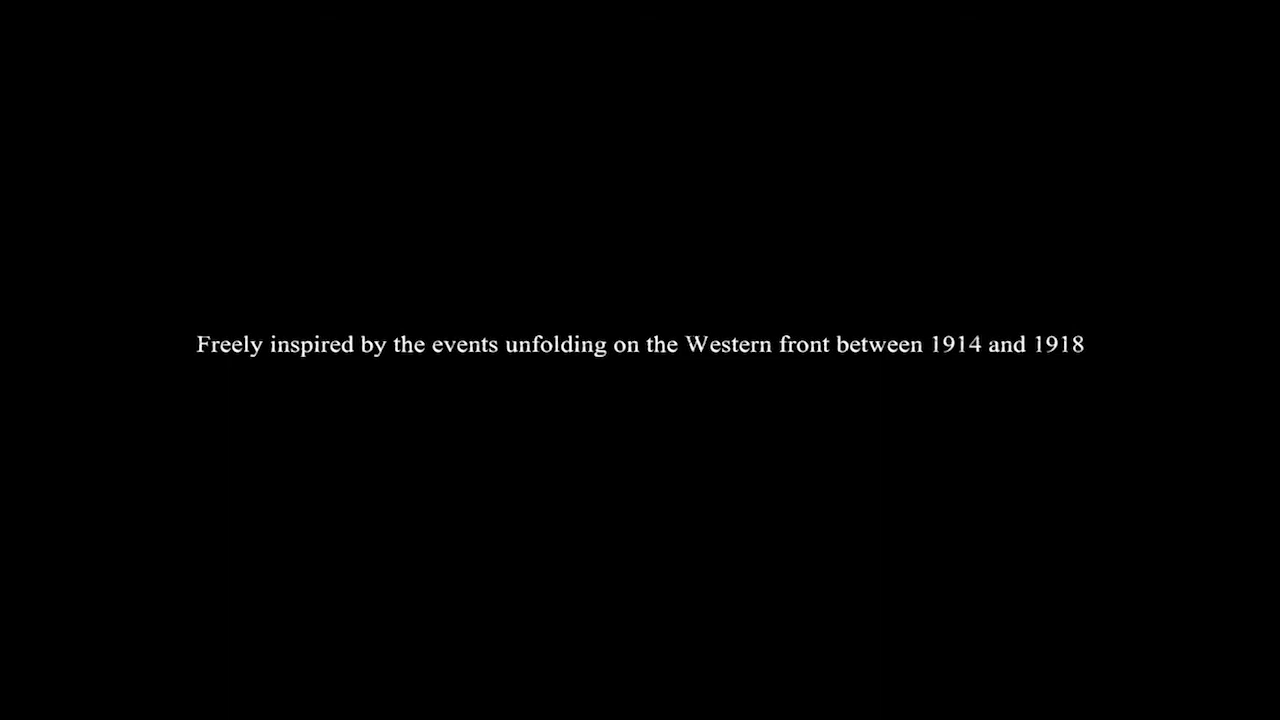 Freely inspired by the events unfolding on the Western front between 1914 and 1918